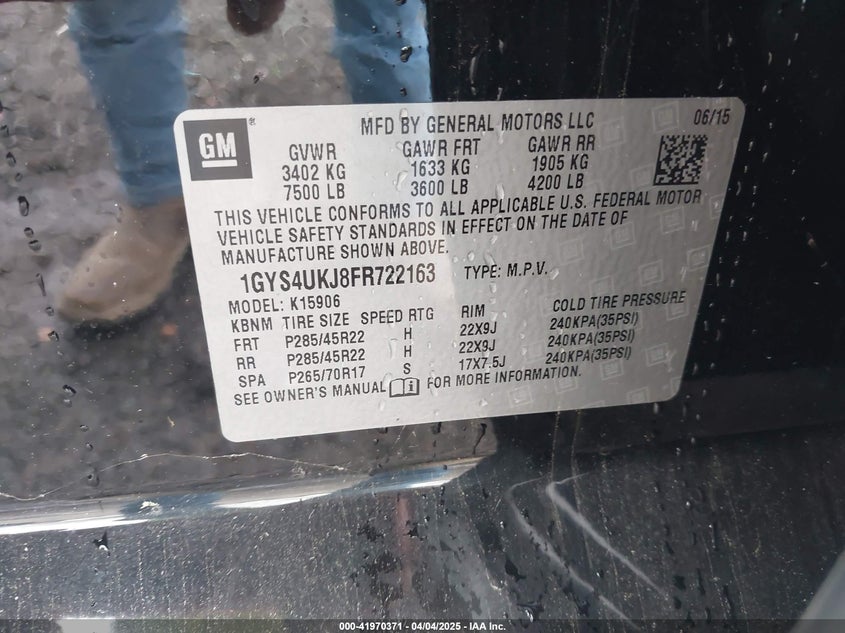 GM®
MFD BY GENERAL MOTORS LLC 06/15
GVWR GAWR FRT GAWR RR
3402 KG 1633 KG 1905 KG
7500 LB 3600 LB 4200 LB
THIS VEHICLE CONFORMS TO ALL APPLICABLE U.S. FEDERAL MOTOR
VEHICLE SAFETY STANDARDS IN EFFECT ON THE DATE OF
MANUFACTURE SHOWN ABOVE.
1GYS4UKJ8FR722163 TYPE: M.P.V.
MODEL: K15906
KBNM TIRE SIZE SPEED RTG RIM COLD TIRE PRESSURE
FRT P285/45R22 H 22X9J 240KPA(35PSI)
RR P285/45R22 H 22X9J 240KPA(35PSI)
SPA P265/70R17 S 17X7.5J 240KPA(35PSI)
SEE OWNER'S MANUAL FOR MORE INFORMATION.
000-41970371 - 04/04/2025 - IAA Inc.